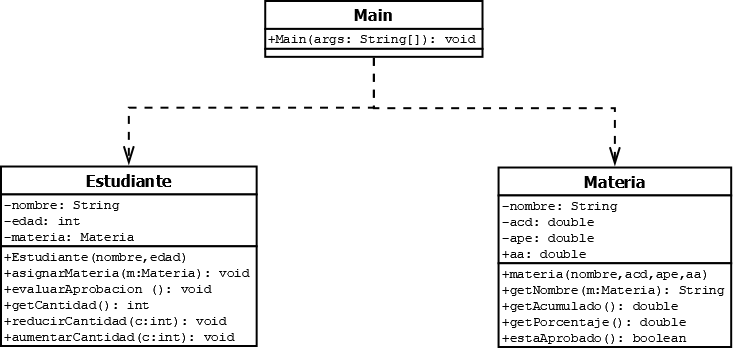 Main
+Main(args: String[]): void
Estudiante
-nombre: String
-edad: int
-materia: Materia
+Estudiante(nombre,edad)
+asignarMateria(m:Materia): void
+evaluarAprobacion (): void
+getCantidad(): int
+reducirCantidad(c:int): void
+aumentarCantidad(c:int): void
Materia
-nombre: String
-acd: double
-ape: double
+aa: double
+materia(nombre,acd,ape,aa)
+getNombre(m:Materia): String
+getAcumulado(): double
+getPorcentaje(): double
+estaAprobado(): boolean